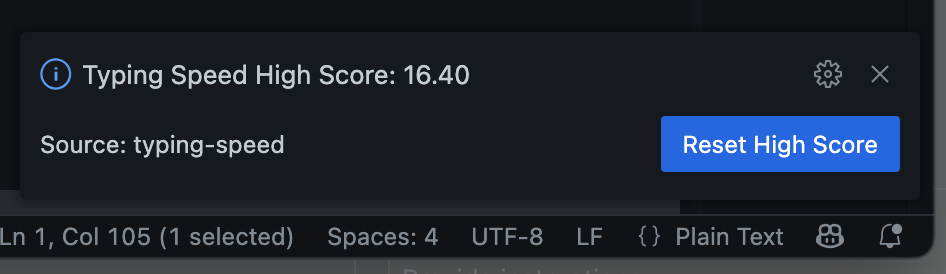 Typing Speed High Score: 16.40
Source: typing-speed
Reset High Score
Ln 1, Col 105 (1 selected) Spaces: 4 UTF-8 LF {} Plain Text